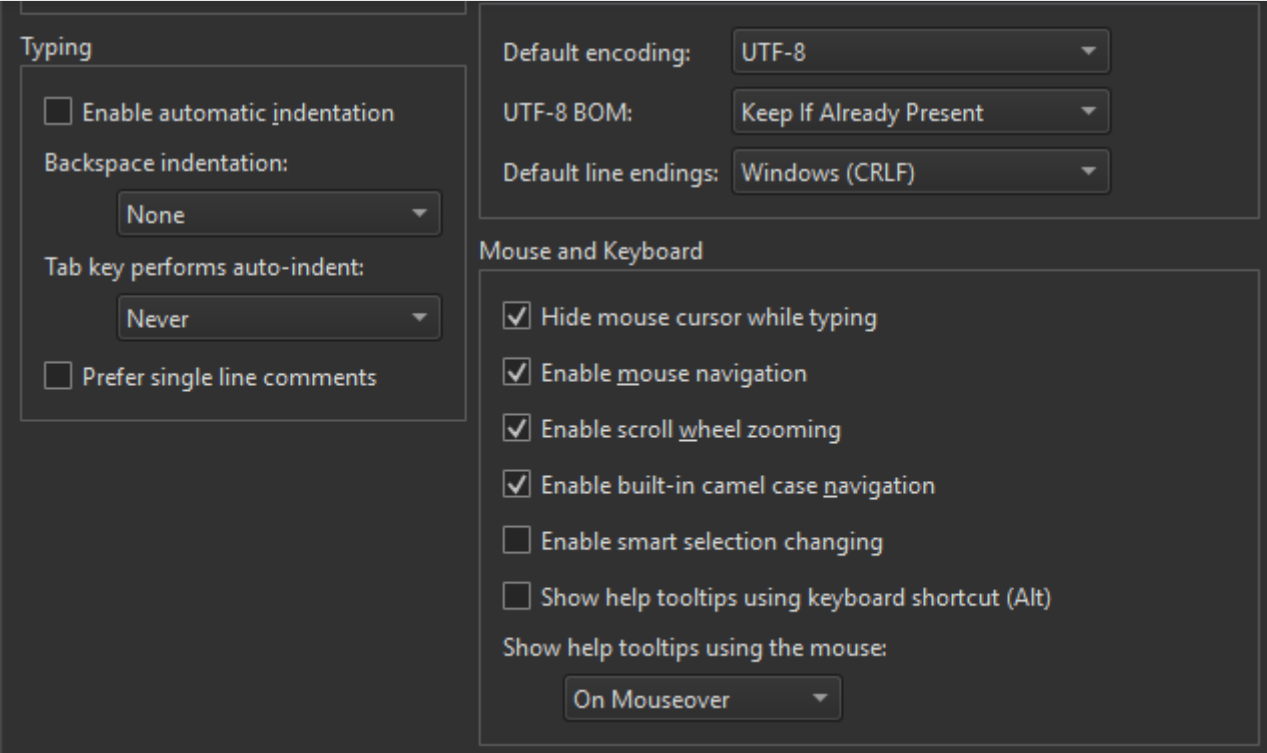 Typing
Enable automatic indentation
Backspace indentation:
None
Tab key performs auto-indent:
Never
Prefer single line comments
Default encoding: UTF-8
UTF-8 BOM: Keep If Already Present
Default line endings: Windows (CRLF)
Mouse and Keyboard
Hide mouse cursor while typing
Enable mouse navigation
Enable scroll wheel zooming
Enable built-in camel case navigation
Enable smart selection changing
Show help tooltips using keyboard shortcut (Alt)
Show help tooltips using the mouse:
On Mouseover